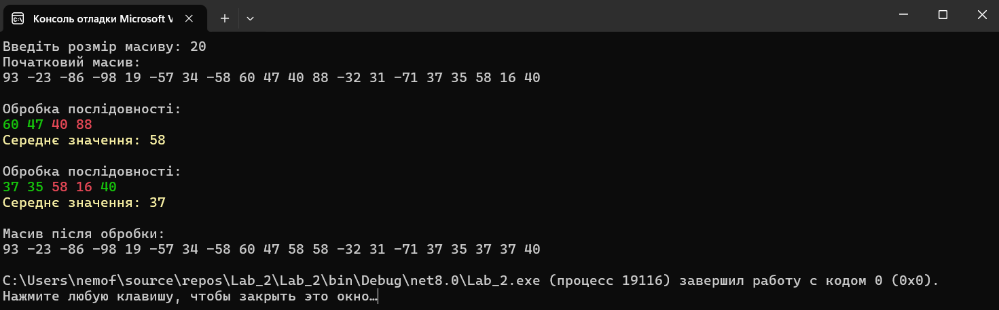 Консоль отладки Microsoft V
Введіть розмір масиву: 20
Початковий масив:
93 -23 -86 -98 19 -57 34 -58 60 47 40 88 -32 31 -71 37 35 58 16 40
Обробка послідовності:
60 47 40 88
Середнє значення: 58
Обробка послідовності:
37 35 58 16 40
Середнє значення: 37
Масив після обробки:
93 -23 -86 -98 19 -57 34 -58 60 47 58 58 -32 31 -71 37 35 37 37 40
C:\Users\nemof\source\repos\Lab_2\Lab_2\bin\Debug\net8.0\Lab_2.exe (процесс 19116) завершил работу с кодом 0 (0x0).
Нажмите любую клавишу, чтобы закрыть это окно…